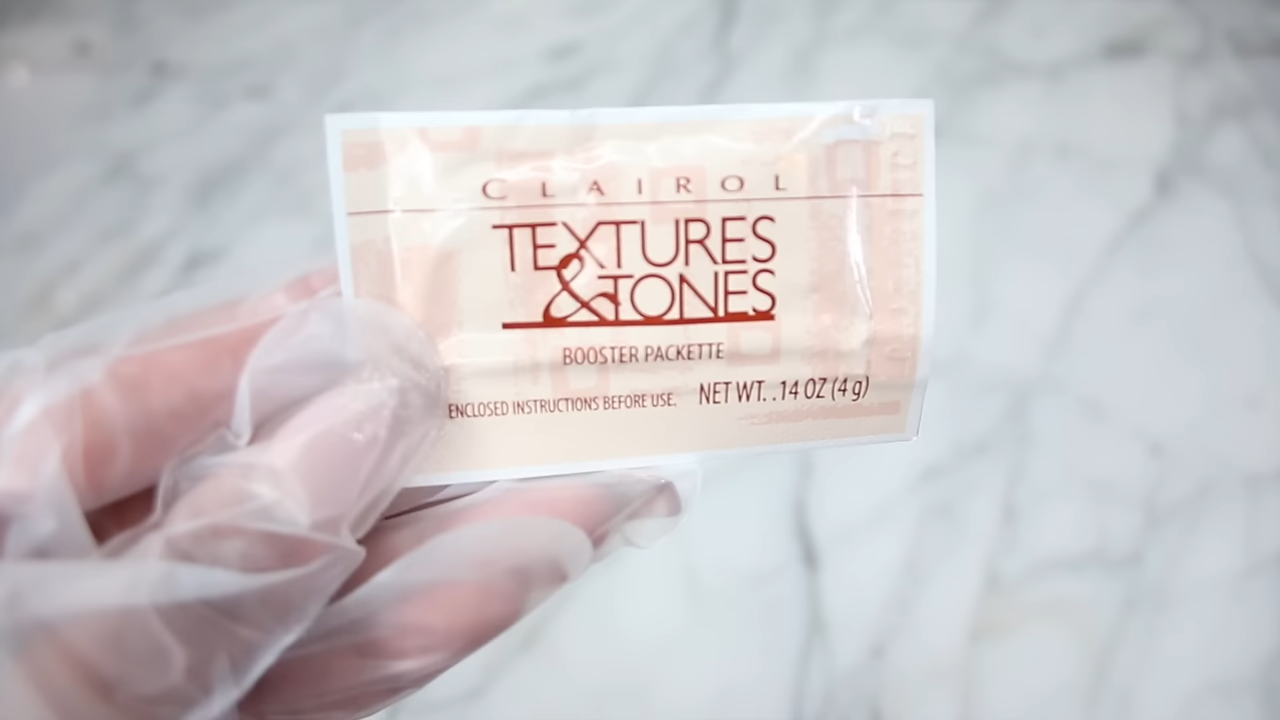 CLAIROL
TEXTURES
& TONES
BOOSTER PACKETTE
ENCLOSED INSTRUCTIONS BEFORE USE. NET WT. .14 OZ (4 g)